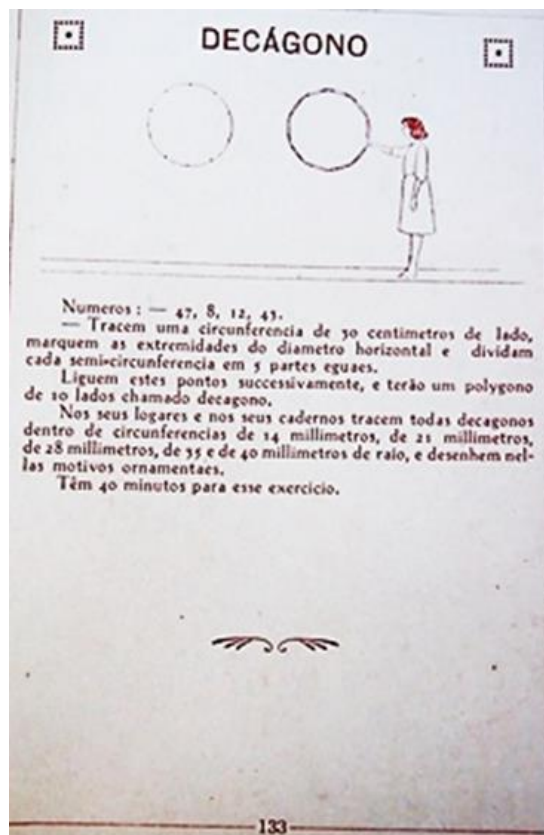 DECÁGONO
Numeros : — 47, 8, 12, 43.
— Tracem uma circunferencia de 30 centimetros de lado,
marquem as extremidades do diametro horizontal e dividam
cada semi-circunferencia em 5 partes eguaes.
Liguem estes pontos successivamente, e terão um polygono
de 10 lados chamado decagono.
Nos seus logares e nos seus cadernos tracem todas decagonos
dentro de circunferencias de 14 millimetros, de 21 millimetros,
de 28 millimetros, de 35 e de 40 millimetros de raio, e desenhem nel-
las motivos ornamentaes.
Têm 40 minutos para esse exercicio.
133